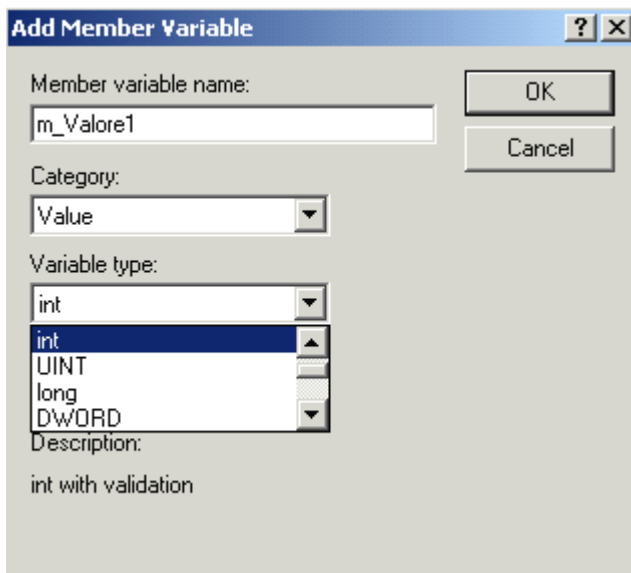 Add Member Variable
Member variable name:
OK
m_Valore1
Cancel
Category:
Value
Variable type:
int
int
UINT
long
DWORD
Description:
int with validation